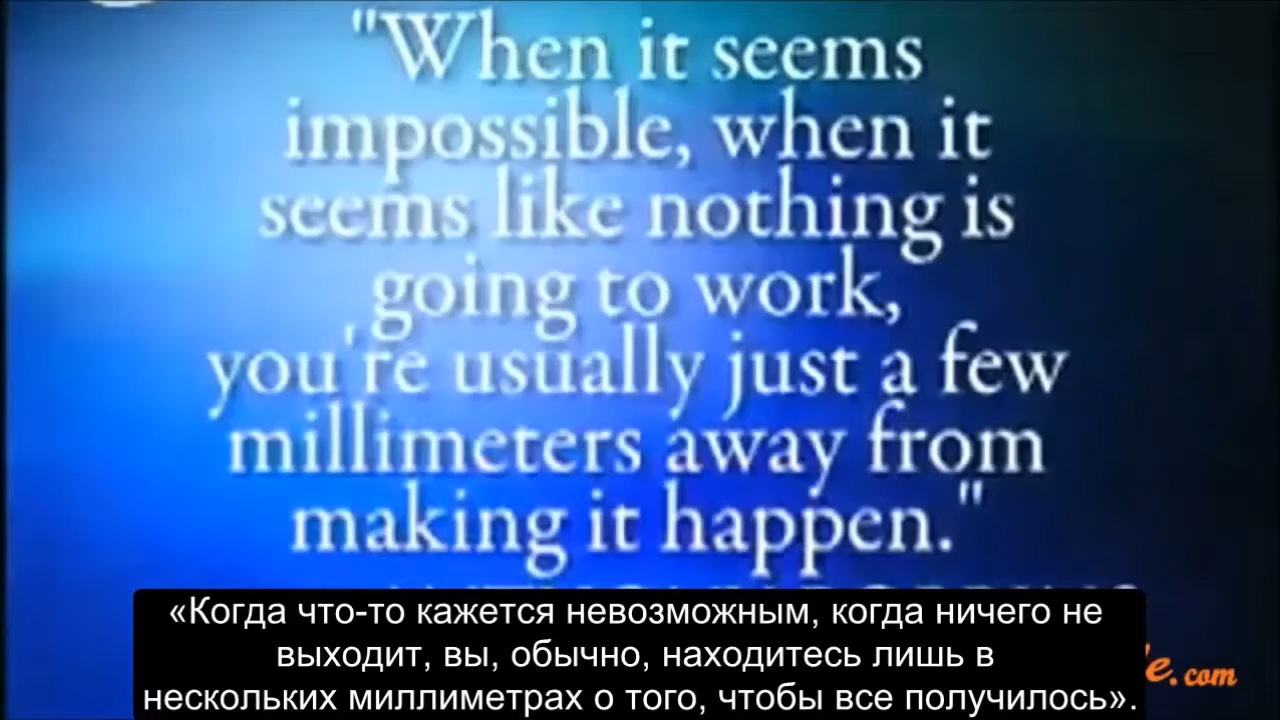 "When it seems
impossible, when it
seems like nothing is
going to work,
you're usually just a few
millimeters away from
making it happen."
«Когда что-то кажется невозможным, когда ничего не
выходит, вы, обычно, находитесь лишь в
нескольких миллиметрах о того, чтобы все получилось».
.com